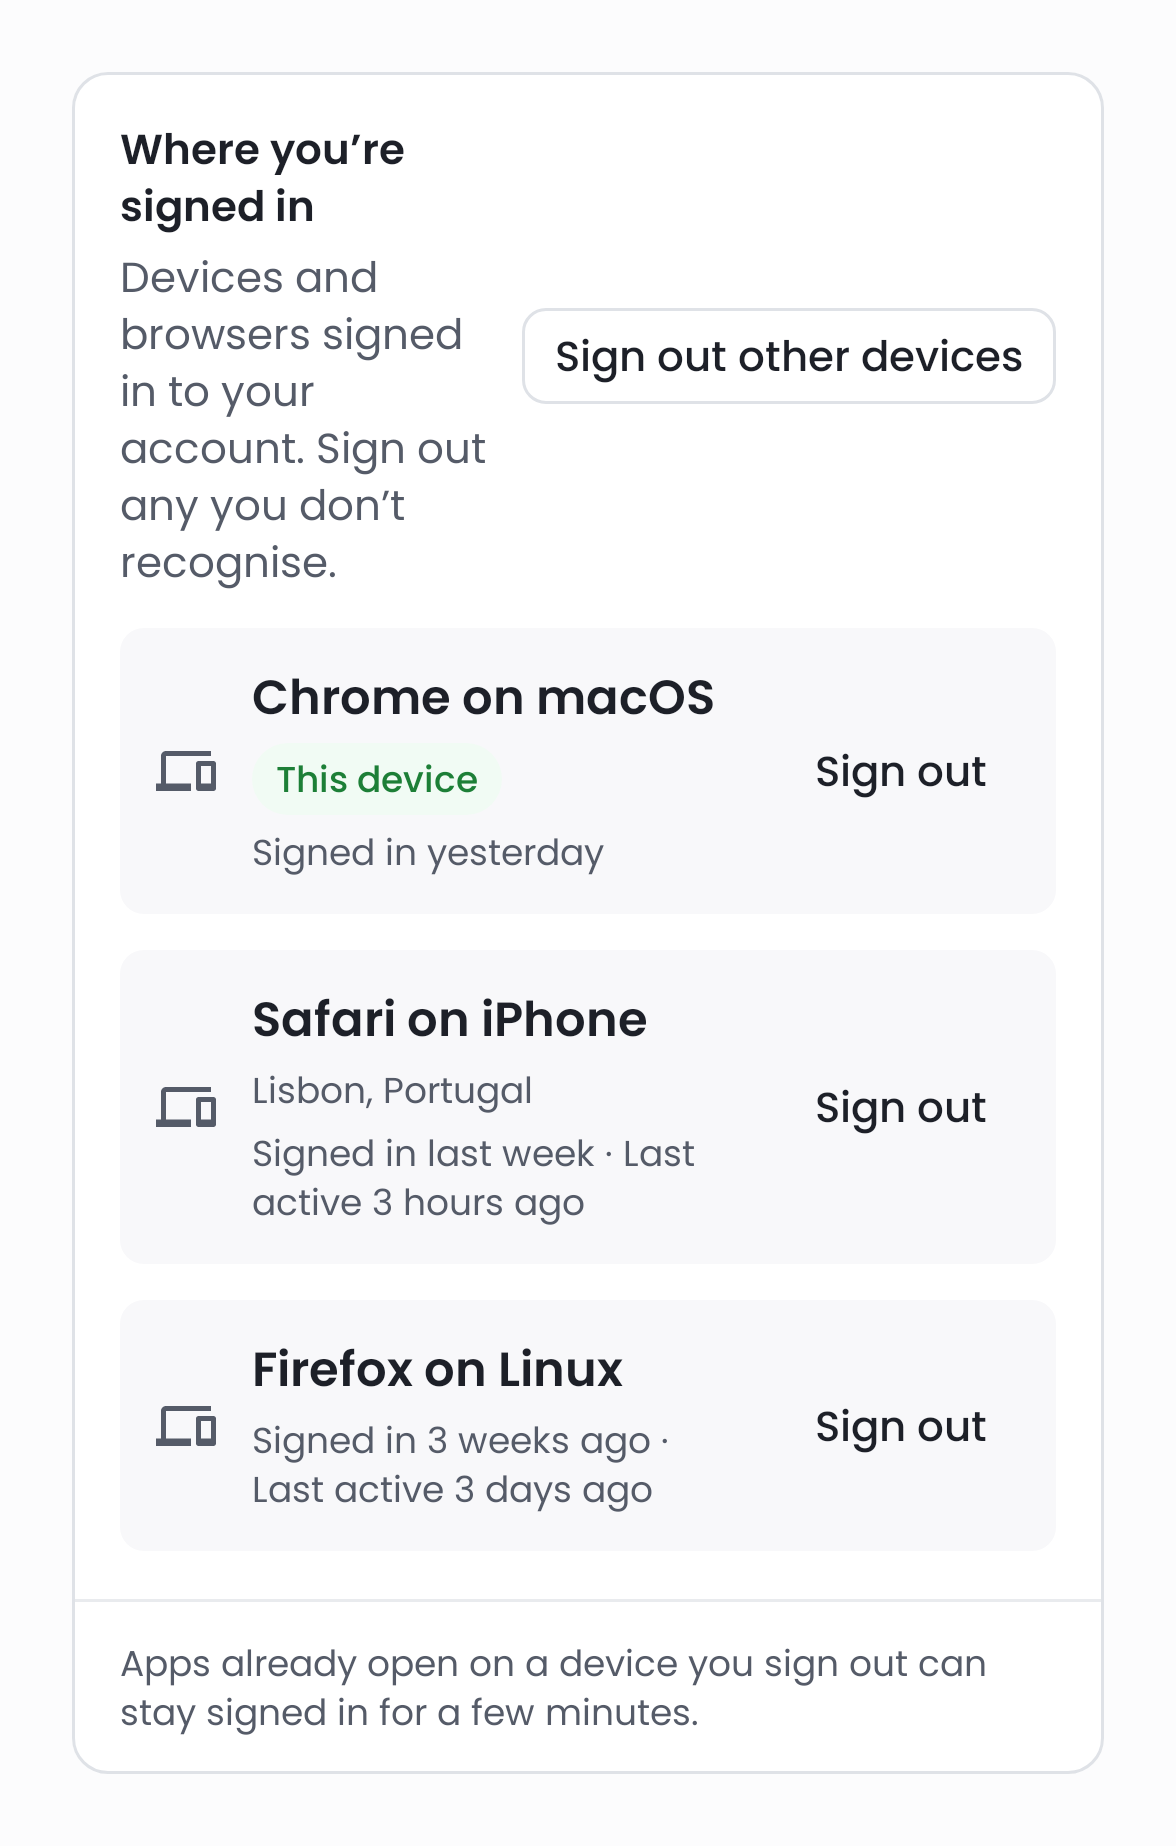 Where you’re
signed in
Devices and
browsers signed
in to your
account. Sign out
any you don’t
recognise.
Sign out other devices
Chrome on macOS
This device
Signed in yesterday
Sign out
Safari on iPhone
Lisbon, Portugal
Signed in last week · Last
active 3 hours ago
Sign out
Firefox on Linux
Signed in 3 weeks ago ·
Last active 3 days ago
Sign out
Apps already open on a device you sign out can
stay signed in for a few minutes.